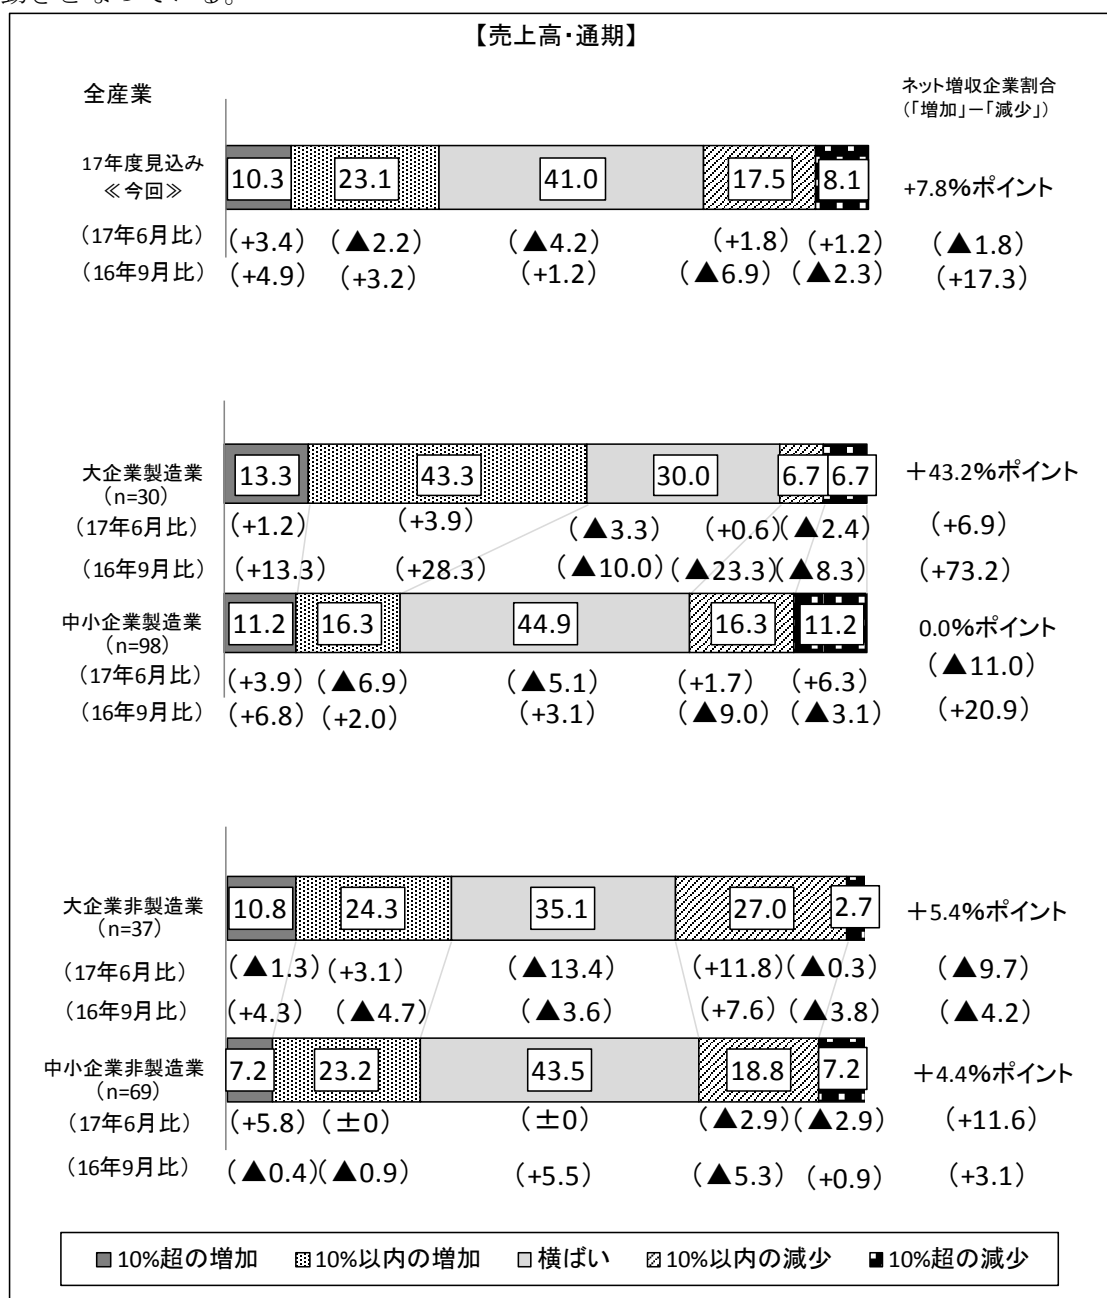 動きとなっている。
【売上高・通期】
全産業
ネット増収企業割合
(「増加」ー「減少」)
17年度見込み
≪今回≫
10.3 23.1 41.0 17.5 8.1 +7.8%ポイント
(17年6月比) (+3.4) (▲2.2) (▲4.2) (+1.8) (+1.2) (▲1.8)
(16年9月比) (+4.9) (+3.2) (+1.2) (▲6.9) (▲2.3) (+17.3)
大企業製造業
(n=30)
13.3 43.3 30.0 6.7 6.7 +43.2%ポイント
(17年6月比) (+1.2) (+3.9) (▲3.3) (+0.6) (▲2.4) (+6.9)
(16年9月比) (+13.3) (+28.3) (▲10.0) (▲23.3) (▲8.3) (+73.2)
中小企業製造業
(n=98)
11.2 16.3 44.9 16.3 11.2 0.0%ポイント
(17年6月比) (+3.9) (▲6.9) (▲5.1) (+1.7) (+6.3) (▲11.0)
(16年9月比) (+6.8) (+2.0) (+3.1) (▲9.0) (▲3.1) (+20.9)
大企業非製造業
(n=37)
10.8 24.3 35.1 27.0 2.7 +5.4%ポイント
(17年6月比) (▲1.3) (+3.1) (▲13.4) (+11.8) (▲0.3) (▲9.7)
(16年9月比) (+4.3) (▲4.7) (▲3.6) (+7.6) (▲3.8) (▲4.2)
中小企業非製造業
(n=69)
7.2 23.2 43.5 18.8 7.2 +4.4%ポイント
(17年6月比) (+5.8) (±0) (±0) (▲2.9) (▲2.9) (+11.6)
(16年9月比) (▲0.4) (▲0.9) (+5.5) (▲5.3) (+0.9) (+3.1)
10%超の増加 10%以内の増加 横ばい 10%以内の減少 10%超の減少